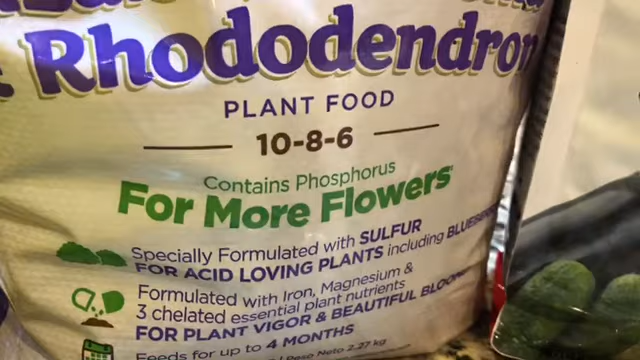 Rhododendron
PLANT FOOD
10-8-6
Contains Phosphorus
For More Flowers
Specially Formulated with SULFUR
FOR ACID LOVING PLANTS including
Formulated with Iron, Magnesium &
3 chelated essential plant nutrients
FOR PLANT VIGOR & BEAUTIFUL
Feeds for up to 4 MONTHS
Peso Neto 2.27 kg